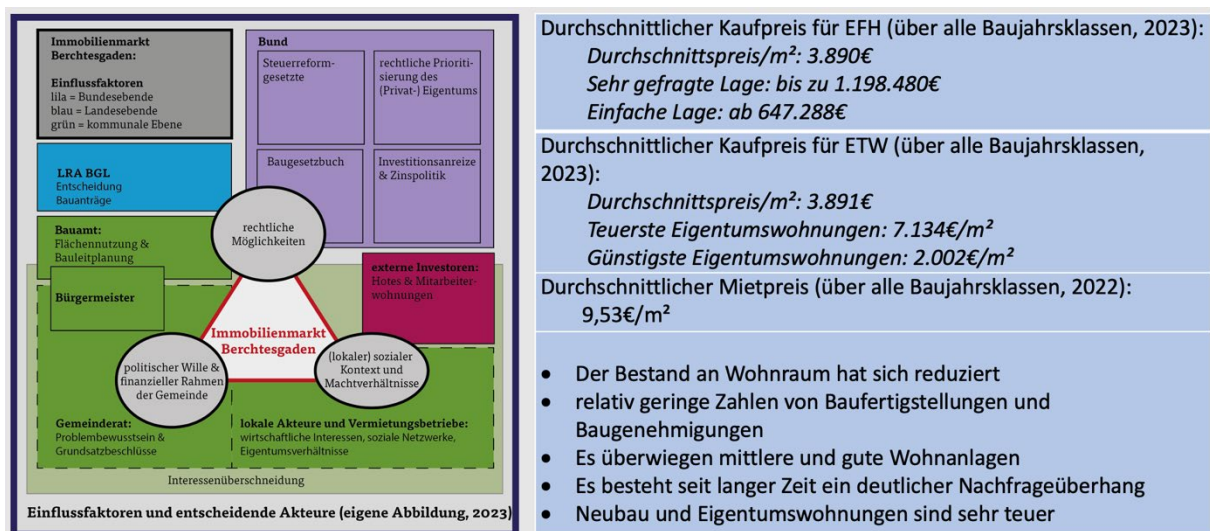 Immobilienmarkt
Berchtesgaden:
Einflussfaktoren
lila = Bundesebende
blau = Landesebende
grün = kommunale Ebene
LRA BGL
Entscheidung
Bauanträge
Bauamt:
Flächennutzung &
Bauleitplanung
Bürgermeister
Bund
Steuerreform-
gesetzte
rechtliche Prioriti-
sierung des
(Privat-) Eigentums
Baugesetzbuch
Investitionsanreize
& Zinspolitik
rechtliche
Möglichkeiten
externe Investoren:
Hotes & Mitarbeiter-
wohnungen
Immobilienmarkt
Berchtesgaden
politischer Wille &
finanzieller Rahmen
der Gemeinde
(lokaler) sozialer
Kontext und
Machtverhältnisse
Gemeinderat:
Problembewusstsein &
Grundsatzbeschlüsse
lokale Akteure und Vermietungsbetriebe:
wirtschaftliche Interessen, soziale Netzwerke,
Eigentumsverhältnisse
Interessenüberschneidung
Einflussfaktoren und entscheidende Akteure (eigene Abbildung, 2023)
Durchschnittlicher Kaufpreis für EFH (über alle Baujahrsklassen, 2023):
Durchschnittspreis/m²: 3.890€
Sehr gefragte Lage: bis zu 1.198.480€
Einfache Lage: ab 647.288€
Durchschnittlicher Kaufpreis für ETW (über alle Baujahrsklassen,
2023):
Durchschnittspreis/m²: 3.891€
Teuerste Eigentumswohnungen: 7.134€/m²
Günstigste Eigentumswohnungen: 2.002€/m²
Durchschnittlicher Mietpreis (über alle Baujahrsklassen, 2022):
9,53€/m²
• Der Bestand an Wohnraum hat sich reduziert
• relativ geringe Zahlen von Baufertigstellungen und
Baugenehmigungen
• Es überwiegen mittlere und gute Wohnanlagen
• Es besteht seit langer Zeit ein deutlicher Nachfrageüberhang
• Neubau und Eigentumswohnungen sind sehr teuer